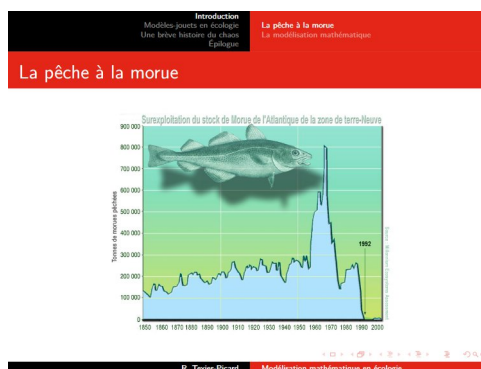 Introduction
Modèles-jouets en écologie
Une brève histoire du chaos
Épilogue
La pêche à la morue
La modélisation mathématique
La pêche à la morue
Surexploitation du stock de Morue de l'Atlantique de la zone de terre-Neuve
900 000
800 000
700 000
600 000
500 000
400 000
300 000
200 000
100 000
0
Tonnes de morues pêchées
1992
1850 1860 1870 1880 1890 1900 1910 1920 1930 1940 1950 1960 1970 1980 1990 2000
R. Texier-Picard
Modélisation mathématique en écologie